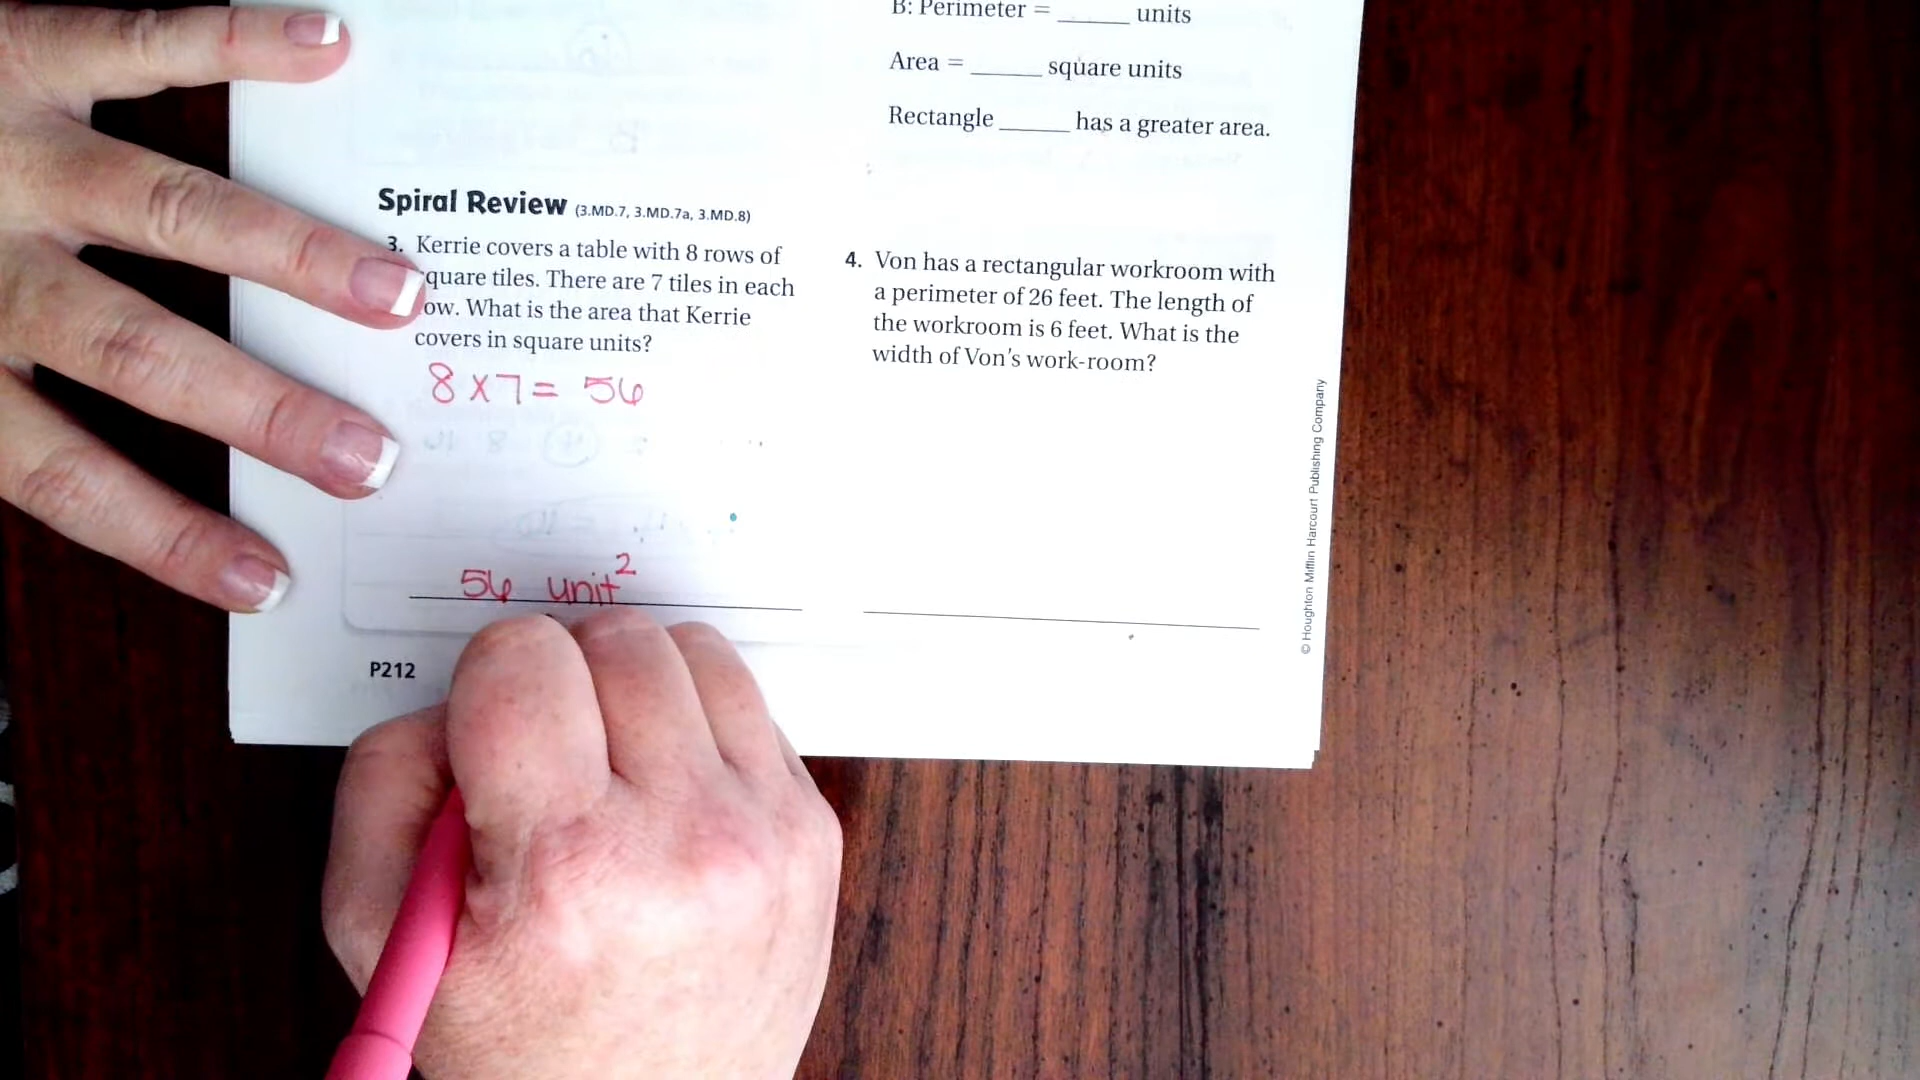 B: Perimeter = ______ units
Area = ______ square units
Rectangle ______ has a greater area.
Spiral Review (3.MD.7, 3.MD.7a, 3.MD.8)
3. Kerrie covers a table with 8 rows of
quare tiles. There are 7 tiles in each
ow. What is the area that Kerrie
covers in square units?
8 x 7 = 56
56 unit²
P212
4. Von has a rectangular workroom with
a perimeter of 26 feet. The length of
the workroom is 6 feet. What is the
width of Von's work-room?
© Houghton Mifflin Harcourt Publishing Company